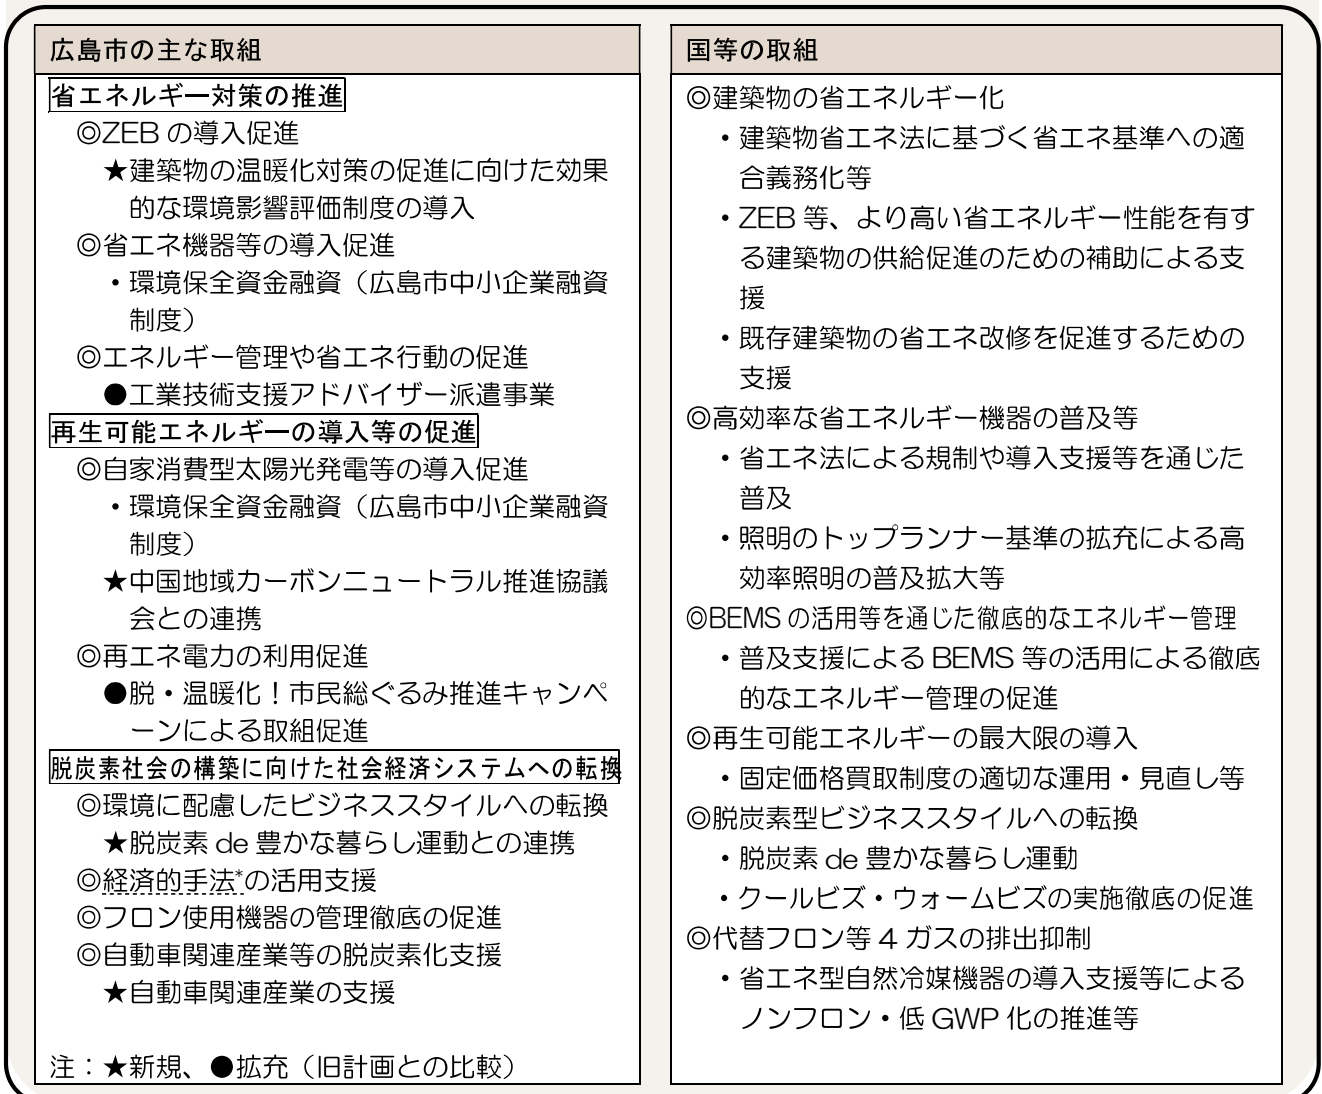 広島市の主な取組
省エネルギー対策の推進
◎ZEB の導入促進
★建築物の温暖化対策の促進に向けた効果
的な環境影響評価制度の導入
◎省エネ機器等の導入促進
・環境保全資金融資（広島市中小企業融資
制度）
◎エネルギー管理や省エネ行動の促進
●工業技術支援アドバイザー派遣事業
再生可能エネルギーの導入等の促進
◎自家消費型太陽光発電等の導入促進
・環境保全資金融資（広島市中小企業融資
制度）
★中国地域カーボンニュートラル推進協議
会との連携
◎再エネ電力の利用促進
●脱・温暖化！市民総ぐるみ推進キャンペ
ーンによる取組促進
脱炭素社会の構築に向けた社会経済システムへの転換
◎環境に配慮したビジネススタイルへの転換
★脱炭素 de 豊かな暮らし運動との連携
◎経済的手法*の活用支援
◎フロン使用機器の管理徹底の促進
◎自動車関連産業等の脱炭素化支援
★自動車関連産業の支援
注：★新規、●拡充（旧計画との比較）
国等の取組
◎建築物の省エネルギー化
・建築物省エネ法に基づく省エネ基準への適
合義務化等
・ZEB 等、より高い省エネルギー性能を有す
る建築物の供給促進のための補助による支
援
・既存建築物の省エネ改修を促進するための
支援
◎高効率な省エネルギー機器の普及等
・省エネ法による規制や導入支援等を通じた
普及
・照明のトップランナー基準の拡充による高
効率照明の普及拡大等
◎BEMS の活用等を通じた徹底的なエネルギー管理
・普及支援による BEMS 等の活用による徹底
的なエネルギー管理の促進
◎再生可能エネルギーの最大限の導入
・固定価格買取制度の適切な運用・見直し等
◎脱炭素型ビジネススタイルへの転換
・脱炭素 de 豊かな暮らし運動
・クールビズ・ウォームビズの実施徹底の促進
◎代替フロン等 4 ガスの排出抑制
・省エネ型自然冷媒機器の導入支援等による
ノンフロン・低 GWP 化の推進等